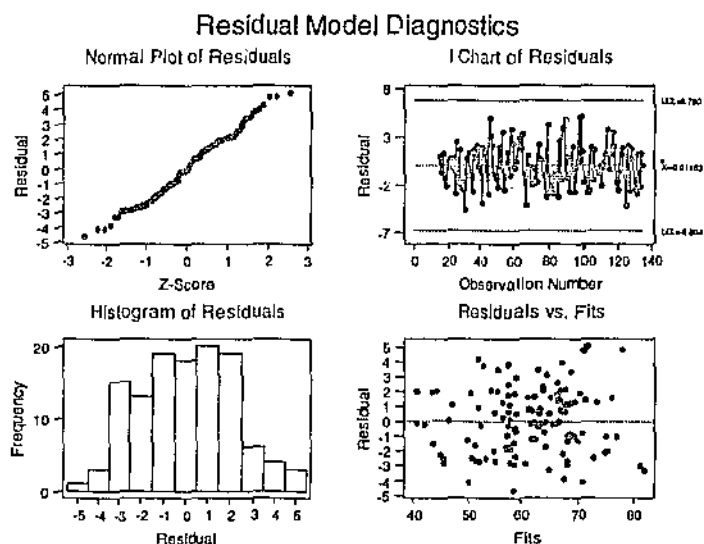 Residual Model Diagnostics
Normal Plot of Residuals
I Chart of Residuals
5
4
3
2
1
0
-1
-2
-3
-4
-5
Residual
-3 -2 -1 0 1 2 3
Z-Score
8
3
-2
-7
Residual
0 20 40 60 80 100 120 140
Observation Number
Histogram of Residuals
Residuals vs. Fits
20
10
0
Frequency
-5 -4 -3 -2 -1 0 1 2 3 4 5
Residual
5
4
3
2
1
0
-1
-2
-3
-4
-5
Residual
40 50 60 70 80
Fits